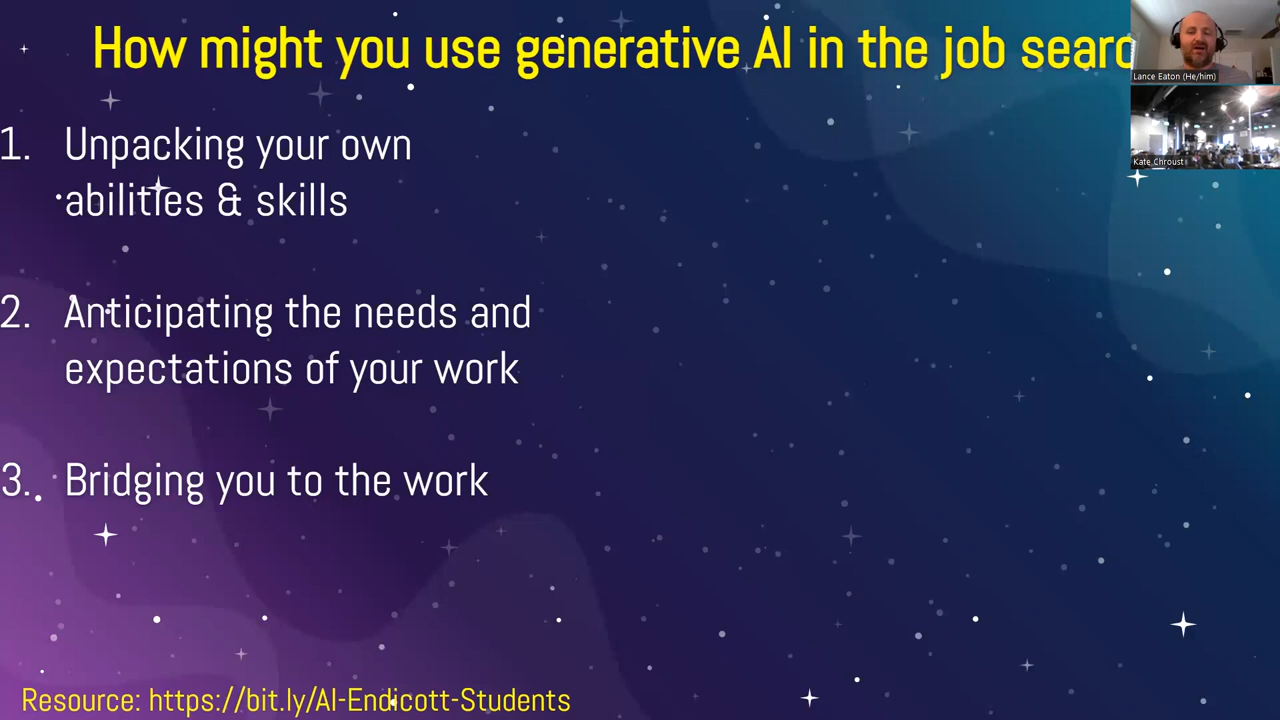 How might you use generative AI in the job searc
Lance Eaton (He/him)
Kate Chroust
1. Unpacking your own
abilities & skills
2. Anticipating the needs and
expectations of your work
3. Bridging you to the work
Resource: https://bit.ly/AI-Endicott-Students